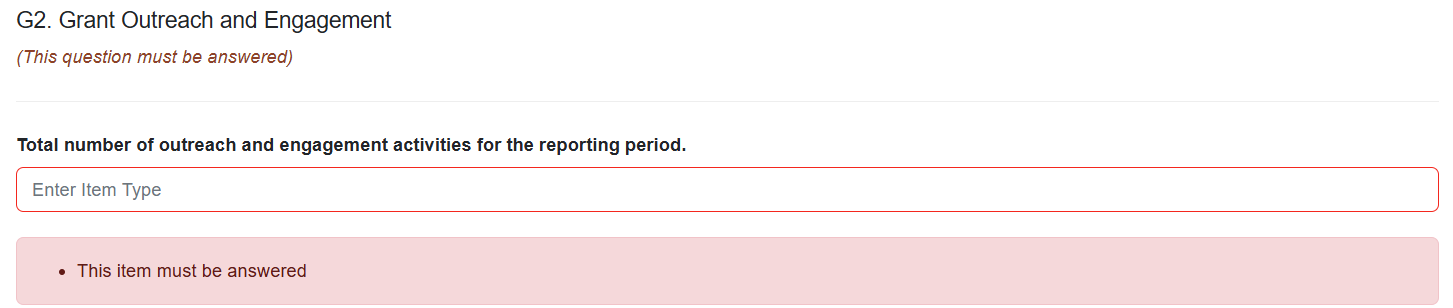 G2. Grant Outreach and Engagement
(This question must be answered)
Total number of outreach and engagement activities for the reporting period.
Enter Item Type
• This item must be answered